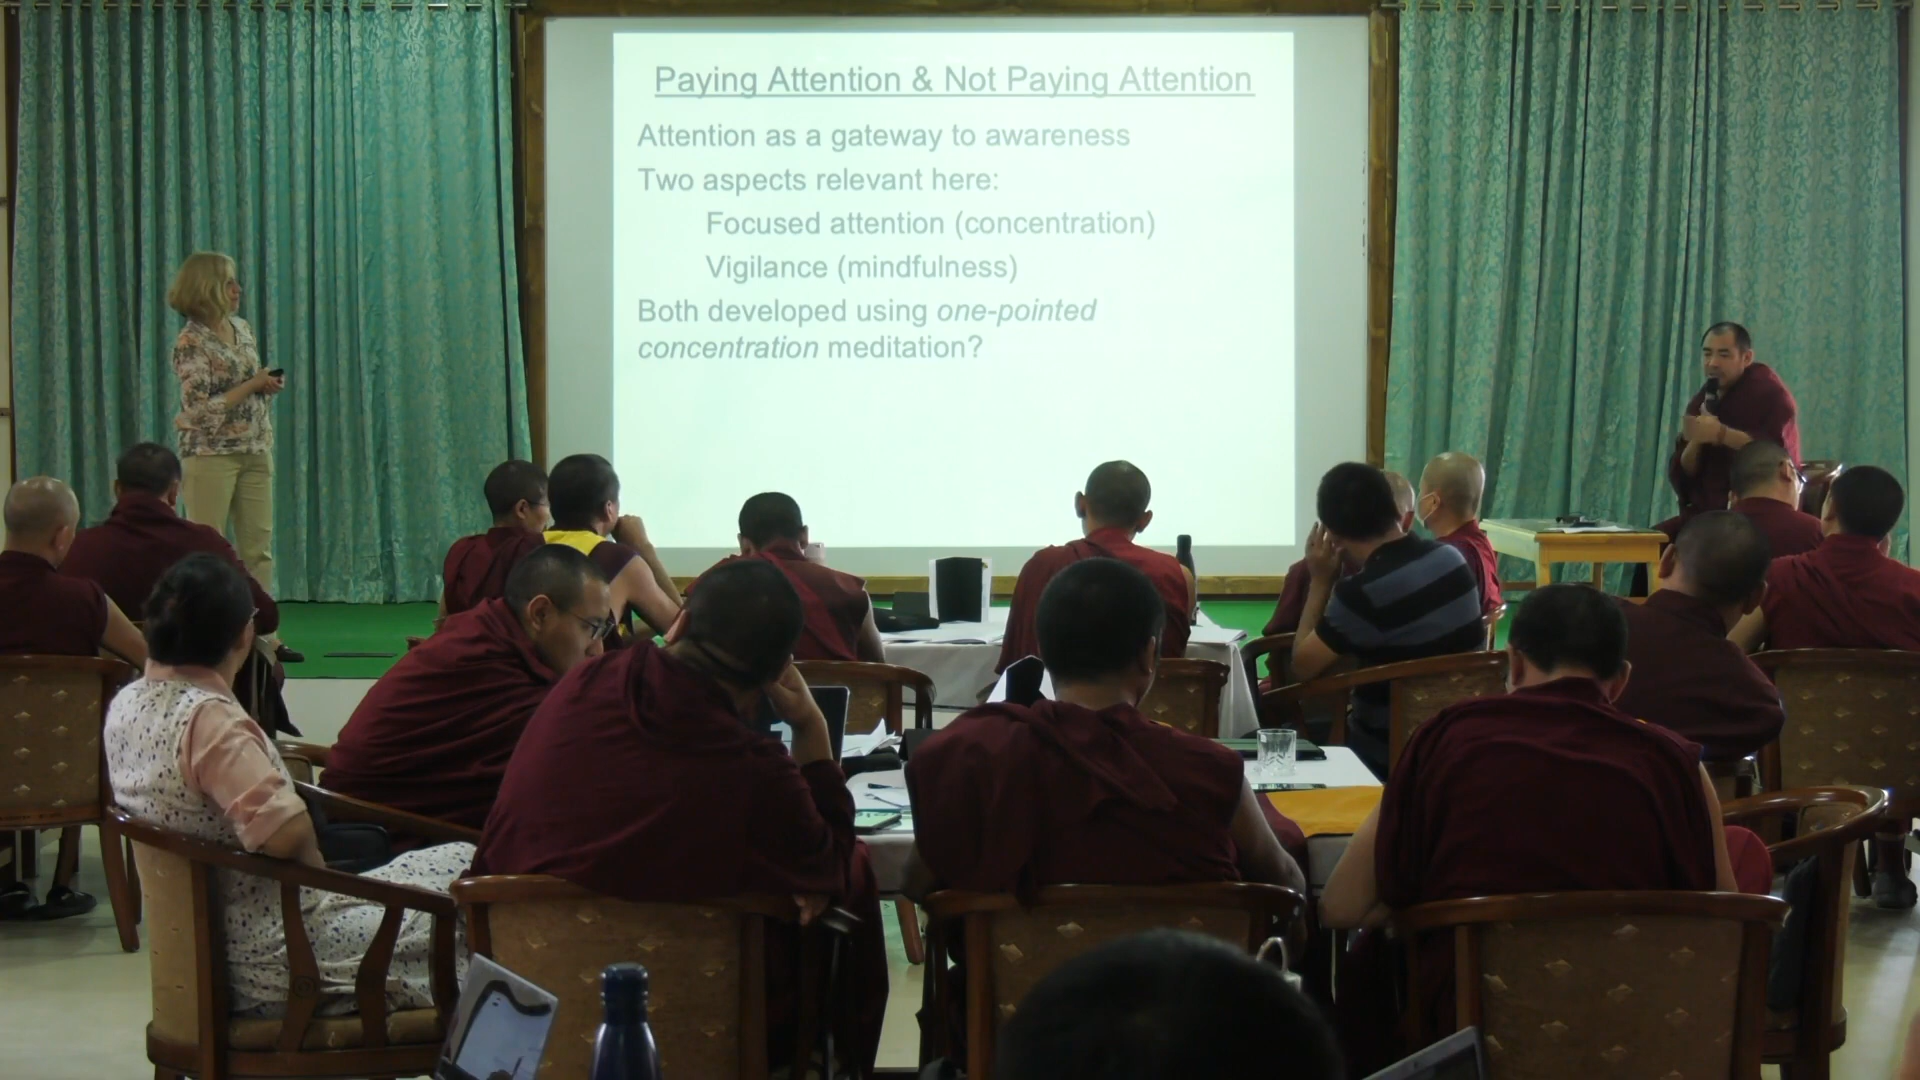 Paying Attention & Not Paying Attention
Attention as a gateway to awareness
Two aspects relevant here:
Focused attention (concentration)
Vigilance (mindfulness)
Both developed using one-pointed
concentration meditation?